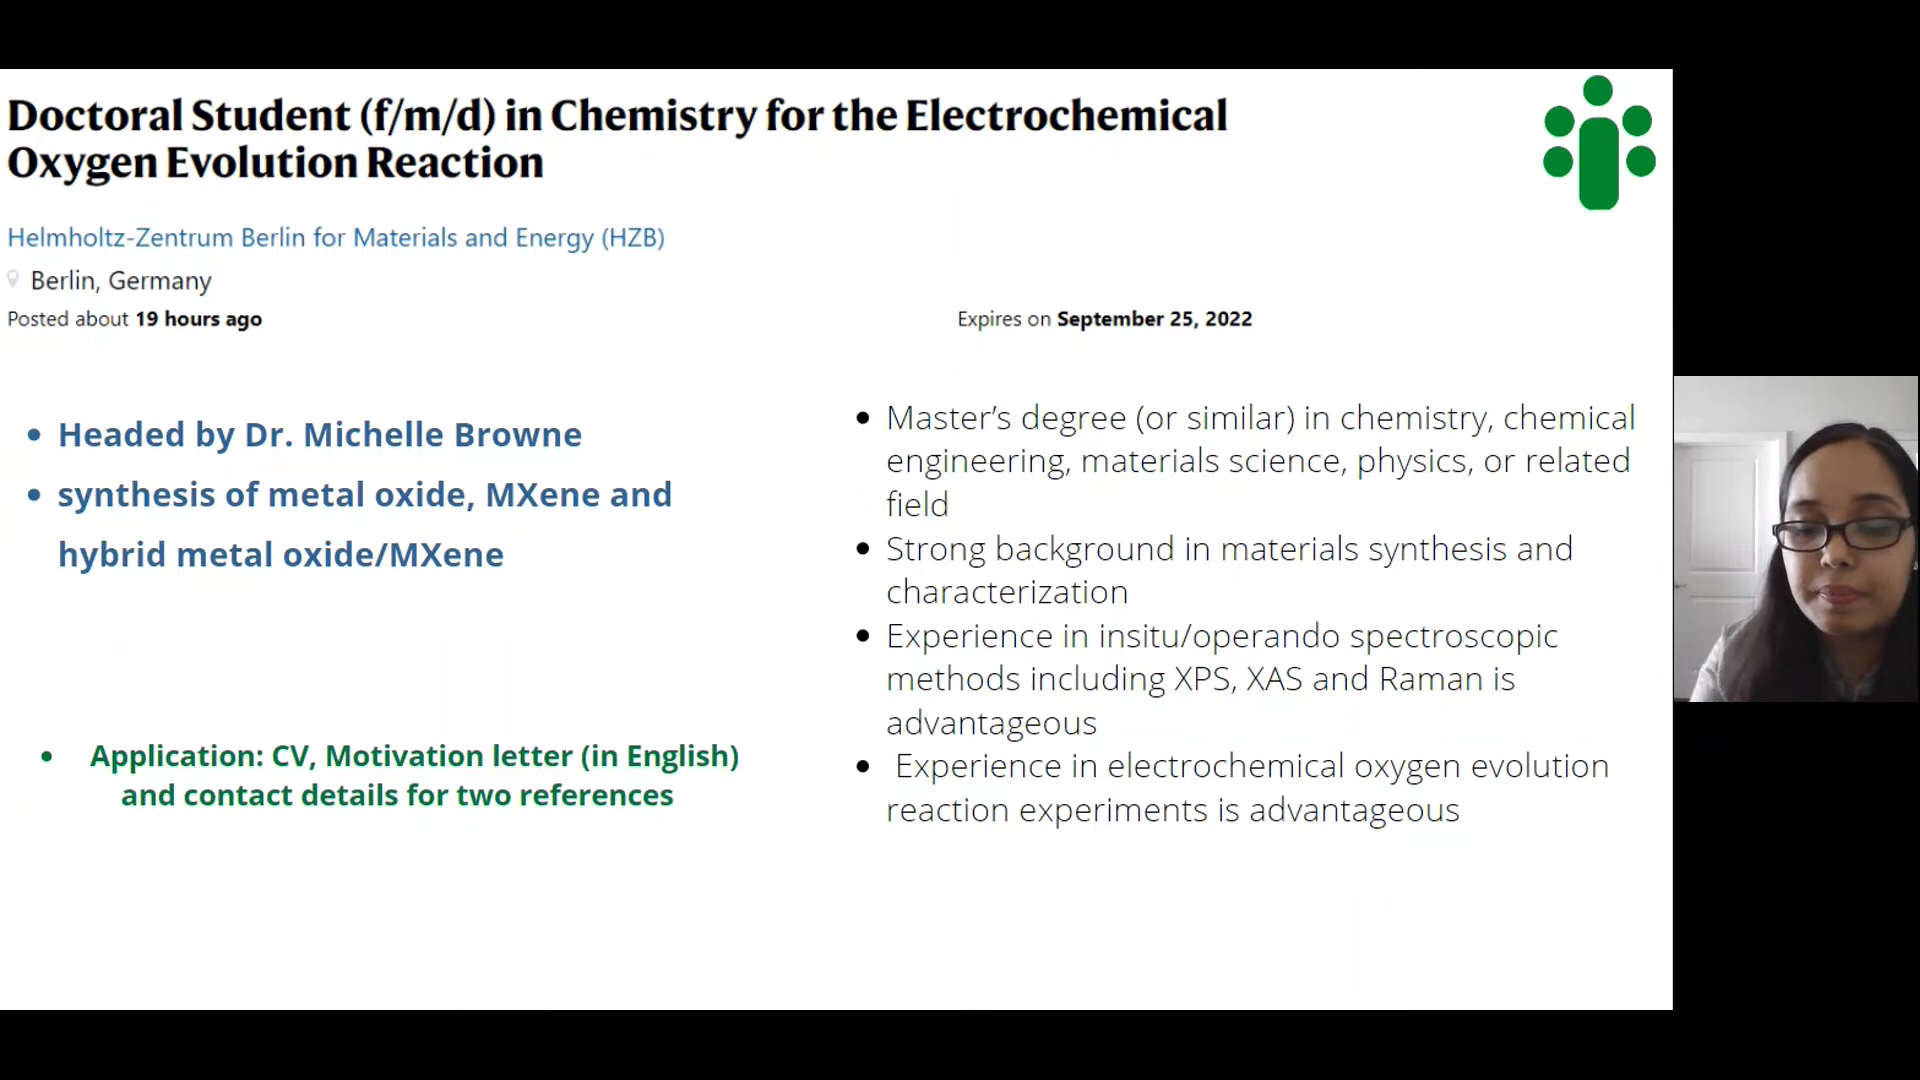 Doctoral Student (f/m/d) in Chemistry for the Electrochemical
Oxygen Evolution Reaction
Helmholtz-Zentrum Berlin for Materials and Energy (HZB)
Berlin, Germany
Posted about 19 hours ago
Expires on September 25, 2022
• Headed by Dr. Michelle Browne
• synthesis of metal oxide, MXene and
hybrid metal oxide/MXene
• Application: CV, Motivation letter (in English)
and contact details for two references
• Master’s degree (or similar) in chemistry, chemical
engineering, materials science, physics, or related
field
• Strong background in materials synthesis and
characterization
• Experience in insitu/operando spectroscopic
methods including XPS, XAS and Raman is
advantageous
• Experience in electrochemical oxygen evolution
reaction experiments is advantageous